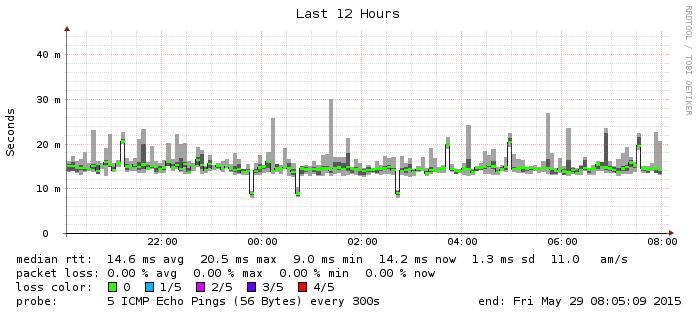 Last 12 Hours
RRDTOOL / TOBI OETIKER
Seconds
40 m
30 m
20 m
10 m
0
22:00 00:00 02:00 04:00 06:00 08:00
median rtt: 14.6 ms avg 20.5 ms max 9.0 ms min 14.2 ms now 1.3 ms sd 11.0 am/s
packet loss: 0.00 % avg 0.00 % max 0.00 % min 0.00 % now
loss color: 0 1/5 2/5 3/5 4/5
probe: 5 ICMP Echo Pings (56 Bytes) every 300s end: Fri May 29 08:05:09 2015